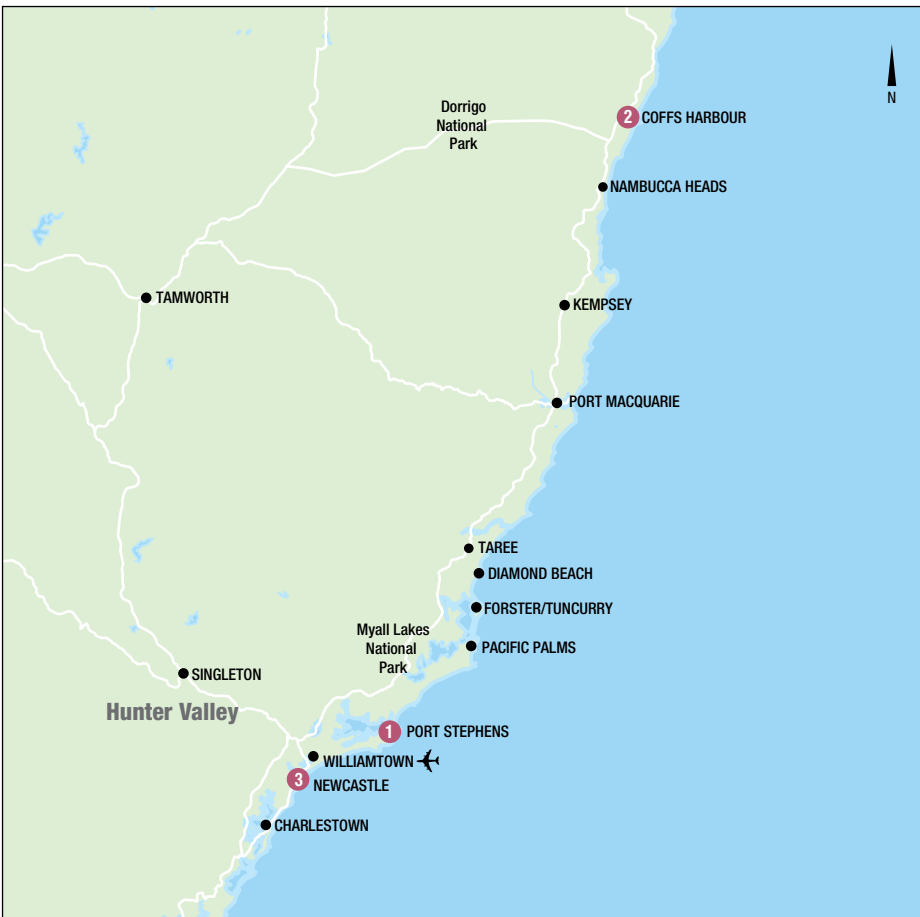 N
Dorrigo
National
Park
2 COFFS HARBOUR
NAMBUCCA HEADS
TAMWORTH
KEMPSEY
PORT MACQUARIE
TAREE
DIAMOND BEACH
FORSTER/TUNCURRY
Myall Lakes
National
Park
PACIFIC PALMS
SINGLETON
Hunter Valley
1 PORT STEPHENS
WILLIAMTOWN
3 NEWCASTLE
CHARLESTOWN